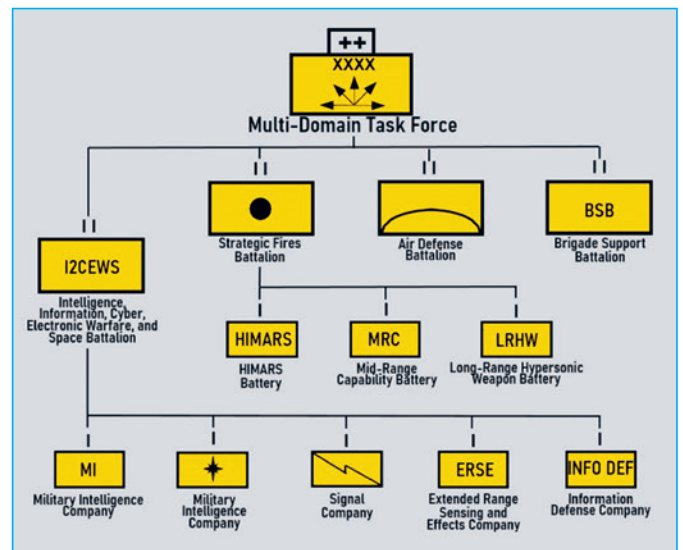 ++
XXXX
Multi-Domain Task Force
II
II
II
II
I2CEWS
Intelligence,
Information, Cyber,
Electronic Warfare, and
Space Battalion
Strategic Fires
Battalion
Air Defense
Battalion
BSB
Brigade Support
Battalion
I
I
I
HIMARS
HIMARS
Battery
MRC
Mid-Range
Capability Battery
LRHW
Long-Range Hypersonic
Weapon Battery
I
I
I
I
I
MI
Military Intelligence
Company
Military
Intelligence
Company
Signal
Company
ERSE
Extended Range
Sensing and
Effects Company
INFO DEF
Information
Defense Company